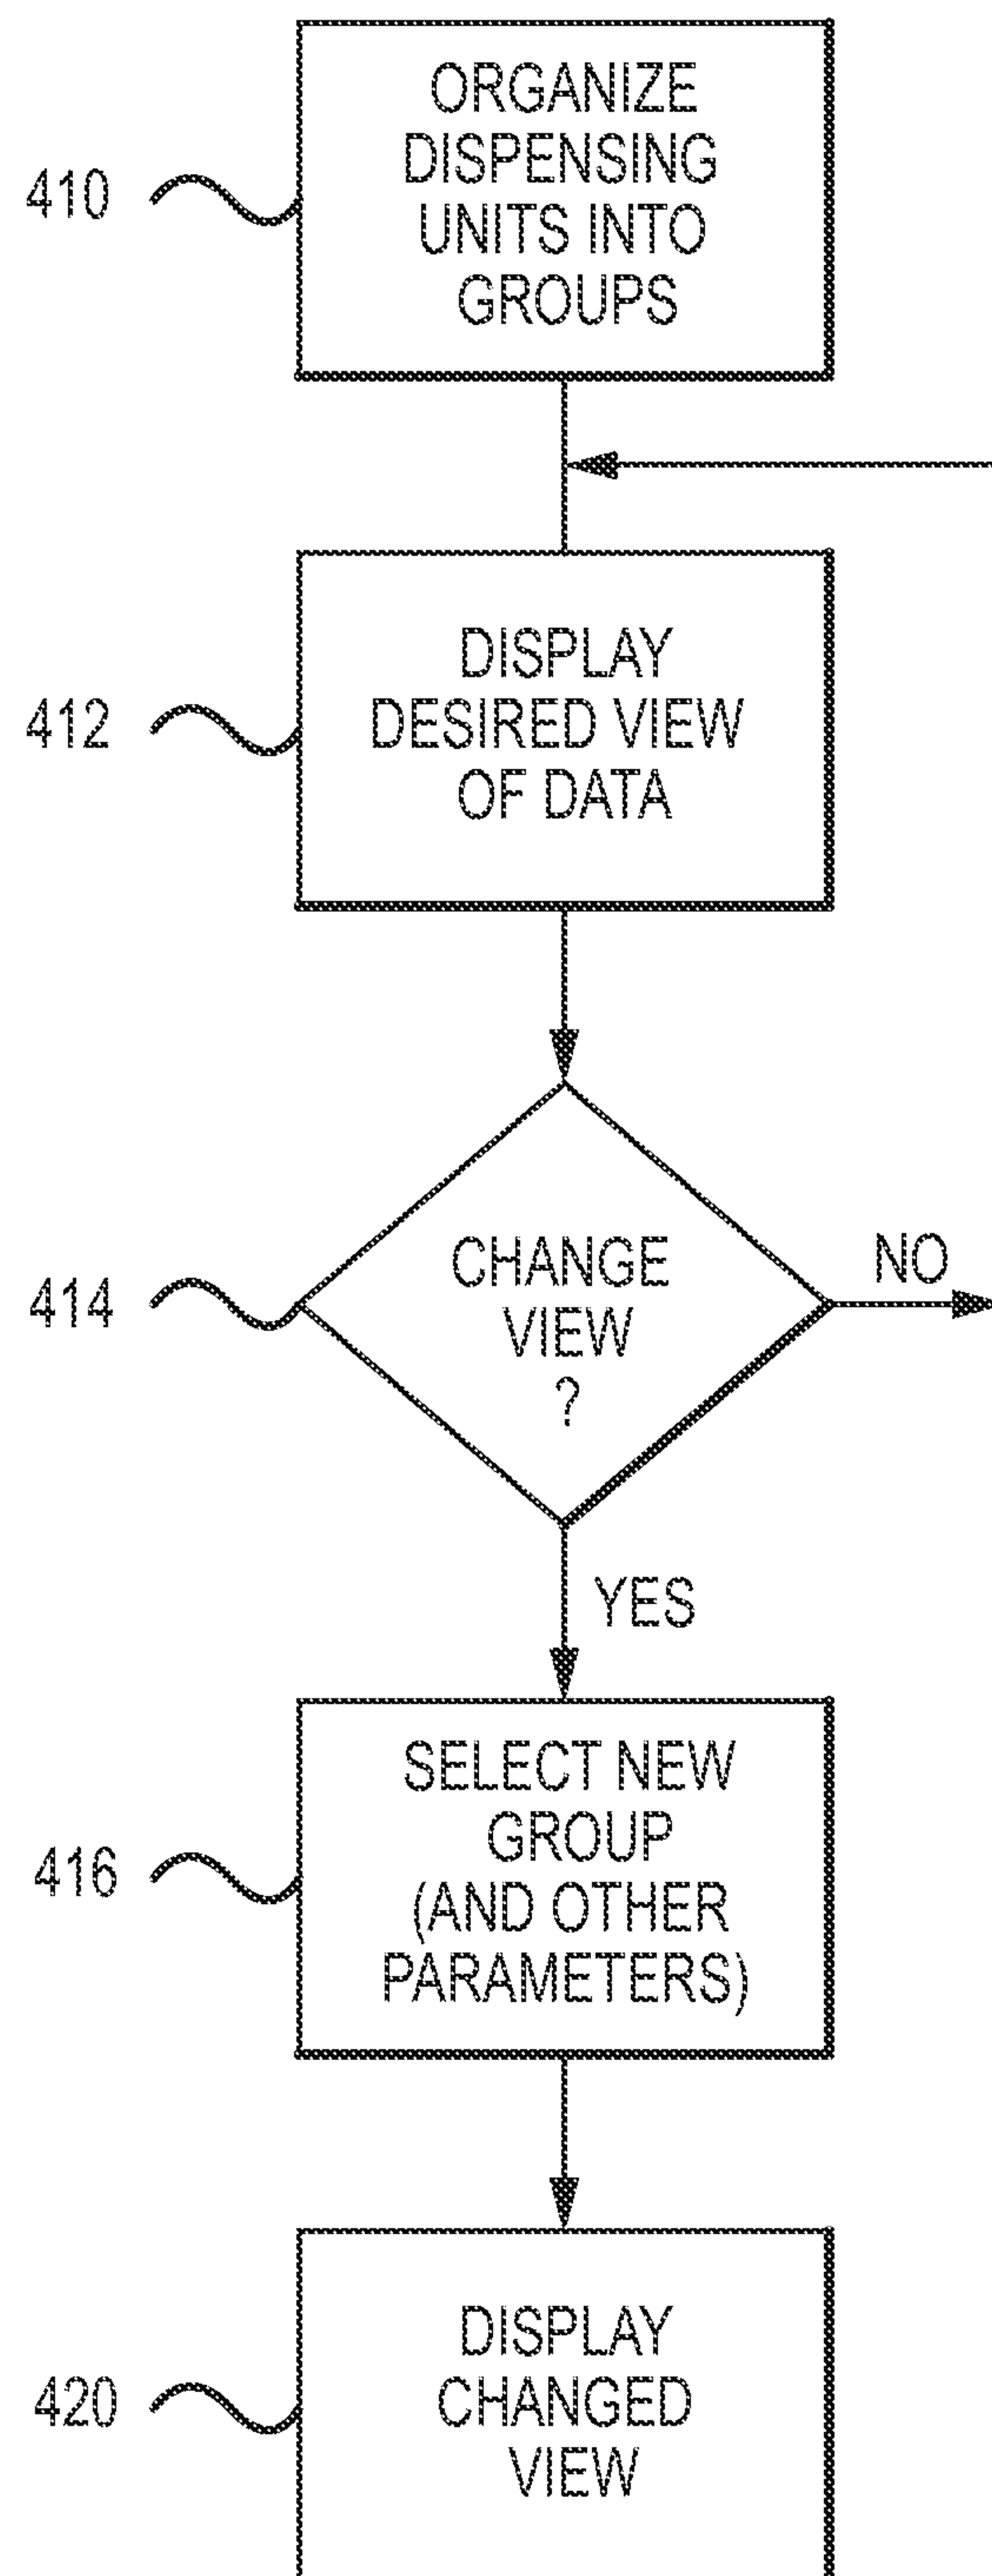 ORGANIZE
DISPENSING
UNITS INTO
GROUPS
410
DISPLAY
DESIRED VIEW
OF DATA
412
CHANGE
VIEW
?
414
NO
YES
SELECT NEW
GROUP
(AND OTHER
PARAMETERS)
416
DISPLAY
CHANGED
VIEW
420